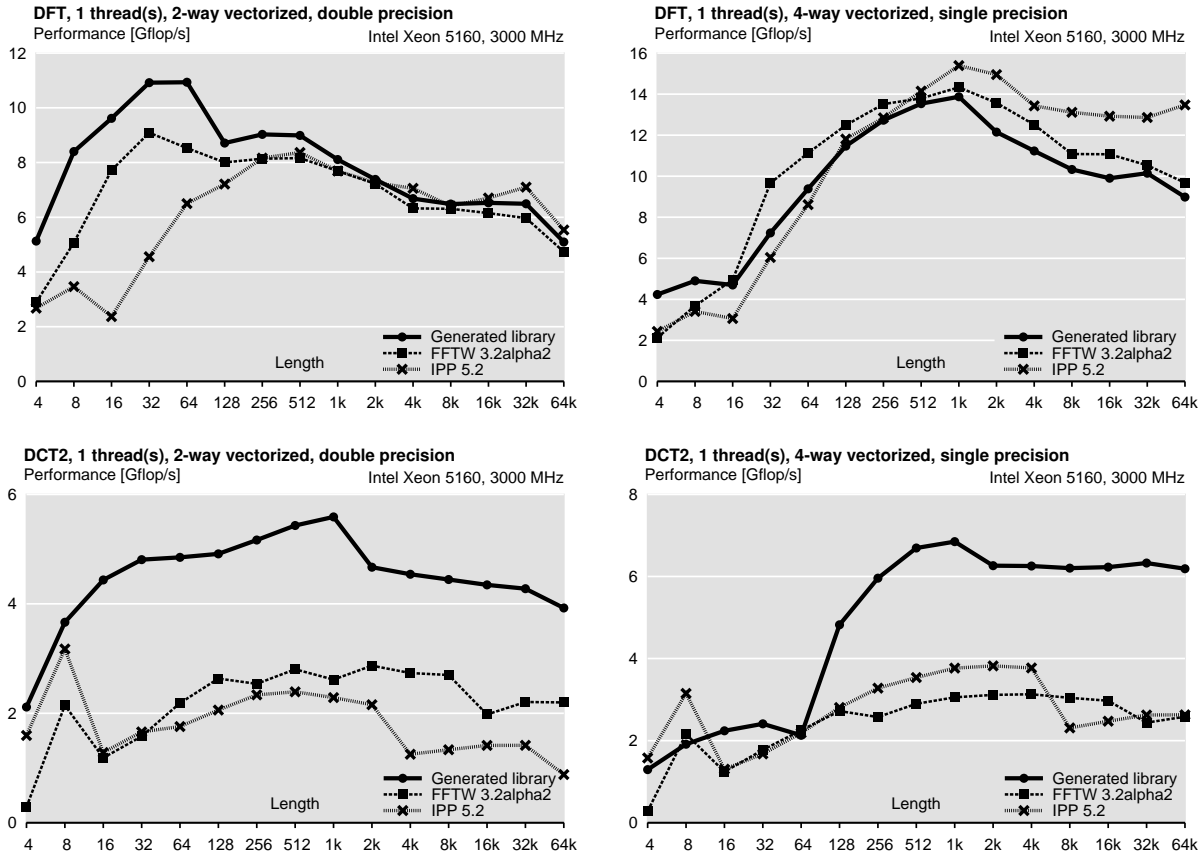 DFT, 1 thread(s), 2-way vectorized, double precision
Performance [Gflop/s]
Intel Xeon 5160, 3000 MHz
12
10
8
6
4
2
0
Generated library
FFTW 3.2alpha2
IPP 5.2
Length
4 8 16 32 64 128 256 512 1k 2k 4k 8k 16k 32k 64k
DFT, 1 thread(s), 4-way vectorized, single precision
Performance [Gflop/s]
Intel Xeon 5160, 3000 MHz
16
14
12
10
8
6
4
2
0
Generated library
FFTW 3.2alpha2
IPP 5.2
Length
4 8 16 32 64 128 256 512 1k 2k 4k 8k 16k 32k 64k
DCT2, 1 thread(s), 2-way vectorized, double precision
Performance [Gflop/s]
Intel Xeon 5160, 3000 MHz
6
4
2
0
Generated library
FFTW 3.2alpha2
IPP 5.2
Length
4 8 16 32 64 128 256 512 1k 2k 4k 8k 16k 32k 64k
DCT2, 1 thread(s), 4-way vectorized, single precision
Performance [Gflop/s]
Intel Xeon 5160, 3000 MHz
8
6
4
2
0
Generated library
FFTW 3.2alpha2
IPP 5.2
Length
4 8 16 32 64 128 256 512 1k 2k 4k 8k 16k 32k 64k